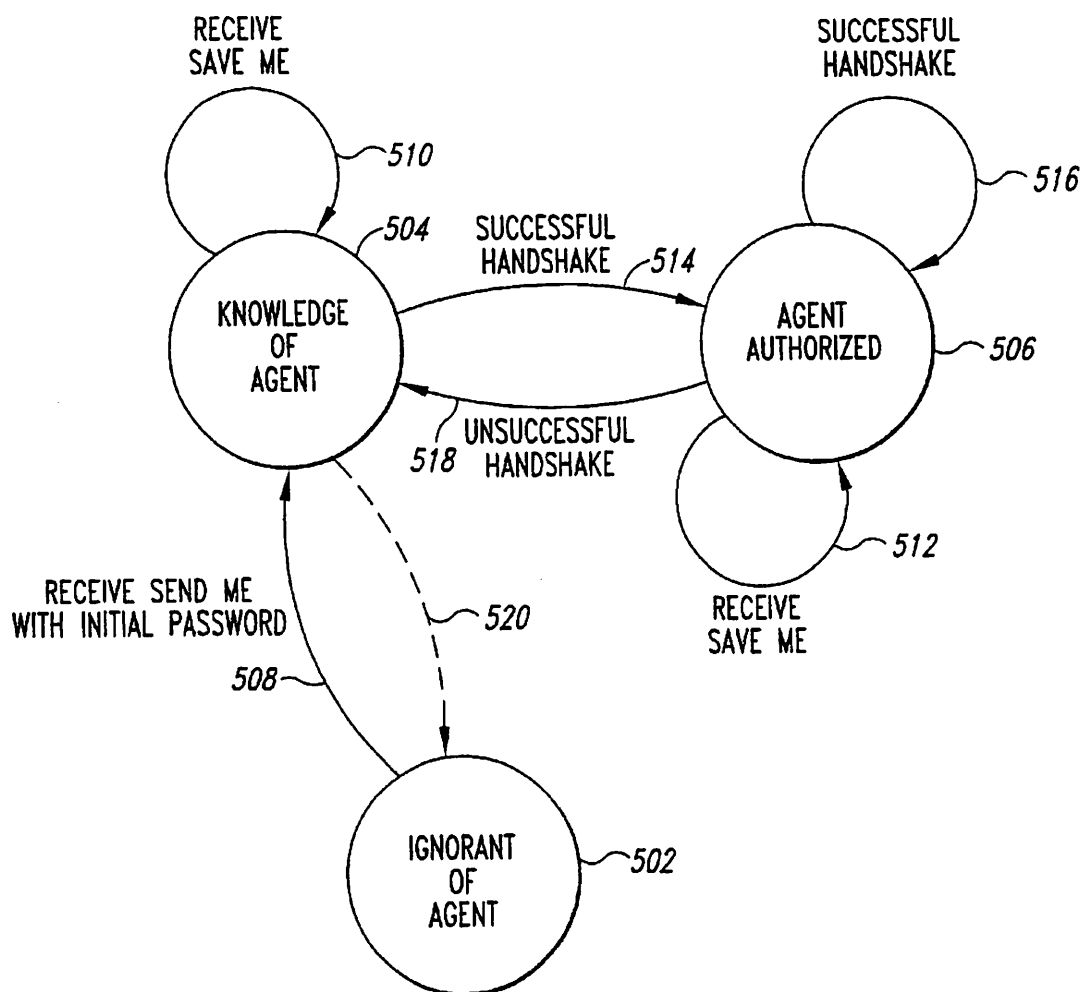 RECEIVE
SAVE ME
510
504
KNOWLEDGE
OF
AGENT
SUCCESSFUL
HANDSHAKE
514
SUCCESSFUL
HANDSHAKE
516
AGENT
AUTHORIZED
506
518
UNSUCCESSFUL
HANDSHAKE
512
RECEIVE
SAVE ME
RECEIVE SEND ME
WITH INITIAL PASSWORD
508
520
IGNORANT
OF
AGENT
502